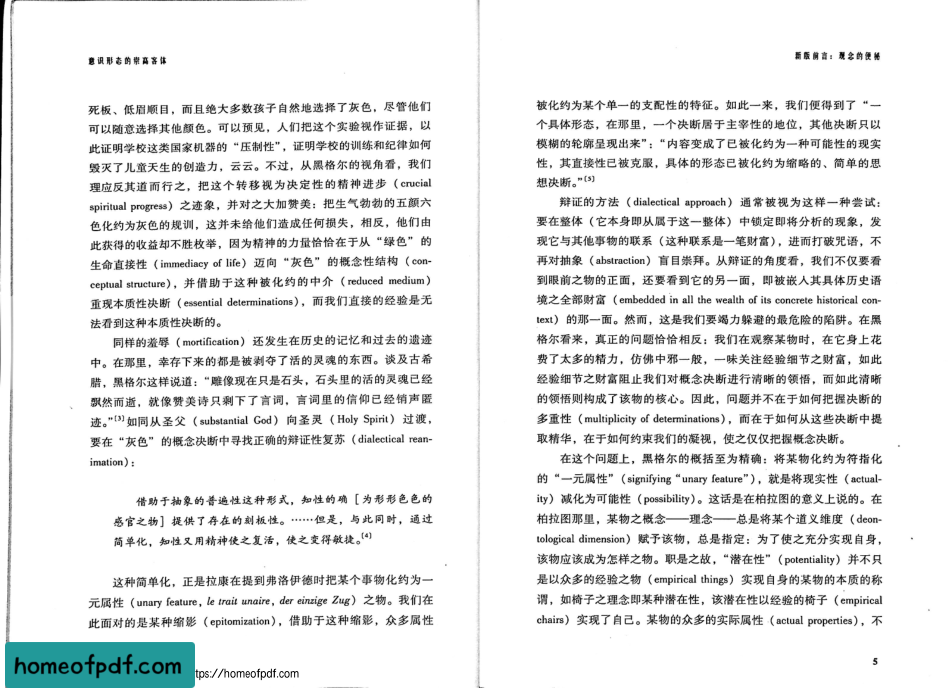 意识形态的崇高客体
死板、低眉顺目，而且绝大多数孩子自然地选择了灰色，尽管他们
可以随意选择其他颜色。可以预见，人们把这个实验视作证据，以
此证明学校这类国家机器的“压制性”，证明学校的训练和纪律如何
毁灭了儿童天生的创造力，云云。不过，从黑格尔的视角看，我们
理应反其道而行之，把这个转移视为决定性的精神进步（crucial
spiritual progress）之迹象，并对之大加赞美：把生气勃勃的五颜六
色化约为灰色的规训，这并未给他们造成任何损失，相反，他们由
此获得的收益却不胜枚举，因为精神的力量恰恰在于从“绿色”的
生命直接性（immediacy of life）迈向“灰色”的概念性结构（con-
ceptual structure），并借助于这种被化约的中介（reduced medium）
重现本质性决断（essential determinations），而我们直接的经验是无
法看到这种本质性决断的。
同样的羞辱（mortification）还发生在历史的记忆和过去的遗迹
中。在那里，幸存下来的都是被剥夺了活的灵魂的东西。谈及古希
腊，黑格尔这样说道：“雕像现在只是石头，石头里的活的灵魂已经
飘然而逝，就像赞美诗只剩下了言词，言词里的信仰已经销声匿
迹。”[3]如同从圣父（substantial God）向圣灵（Holy Spirit）过渡，
要在“灰色”的概念决断中寻找正确的辩证性复苏（dialectical rean-
imation）：
借助于抽象的普遍性这种形式，知性的确［为形形色色的
感官之物］提供了存在的刻板性。……但是，与此同时，通过
简单化，知性又用精神使之复活，使之变得敏捷。[4]
这种简单化，正是拉康在提到弗洛伊德时把某个事物化约为一
元属性（unary feature，le trait unaire，der einzige Zug）之物。我们在
此面对的是某种缩影（epitomization），借助于这种缩影，众多属性
新版前言：观念的便秘
被化约为某个单一的支配性的特征。如此一来，我们便得到了“一
个具体形态，在那里，一个决断居于主宰性的地位，其他决断只以
模糊的轮廓呈现出来”；“内容变成了已被化约为一种可能性的现实
性，其直接性已被克服，具体的形态已被化约为缩略的、简单的思
想决断。”[5]
辩证的方法（dialectical approach）通常被视为这样一种尝试：
要在整体（它本身即从属于这一整体）中锁定即将分析的现象，发
现它与其他事物的联系（这种联系是一笔财富），进而打破咒语，不
再对抽象（abstraction）盲目崇拜。从辩证的角度看，我们不仅要看
到眼前之物的正面，还要看到它的另一面，即被嵌入其具体历史语
境之全部财富（embedded in all the wealth of its concrete historical con-
text）的那一面。然而，这是我们要竭力躲避的最危险的陷阱。在黑
格尔看来，真正的问题恰恰相反：我们在观察某物时，在它身上花
费了太多的精力，仿佛中邪一般，一味关注经验细节之财富，如此
经验细节之财富阻止我们对概念决断进行清晰的领悟，而如此清晰
的领悟则构成了该物的核心。因此，问题并不在于如何把握决断的
多重性（multiplicity of determinations），而在于如何从这些决断中提
取精华，在于如何约束我们的凝视，使之仅仅把握概念决断。
在这个问题上，黑格尔的概括至为精确：将某物化约为符指化
的“一元属性”（signifying “unary feature”），就是将现实性（actual-
ity）减化为可能性（possibility）。这话是在柏拉图的意义上说的。在
柏拉图那里，某物之概念——理念——总是将某个道义维度（deon-
tological dimension）赋予该物，总是指定：为了使之充分实现自身，
该物应该成为怎样之物。职是之故，“潜在性”（potentiality）并不只
是以众多的经验之物（empirical things）实现自身的某物的本质的称
谓，如椅子之理念即某种潜在性，该潜在性以经验的椅子（empirical
chairs）实现了自己。某物的众多的实际属性（actual properties），不
5
homeofpdf.com
tps://homeofpdf.com